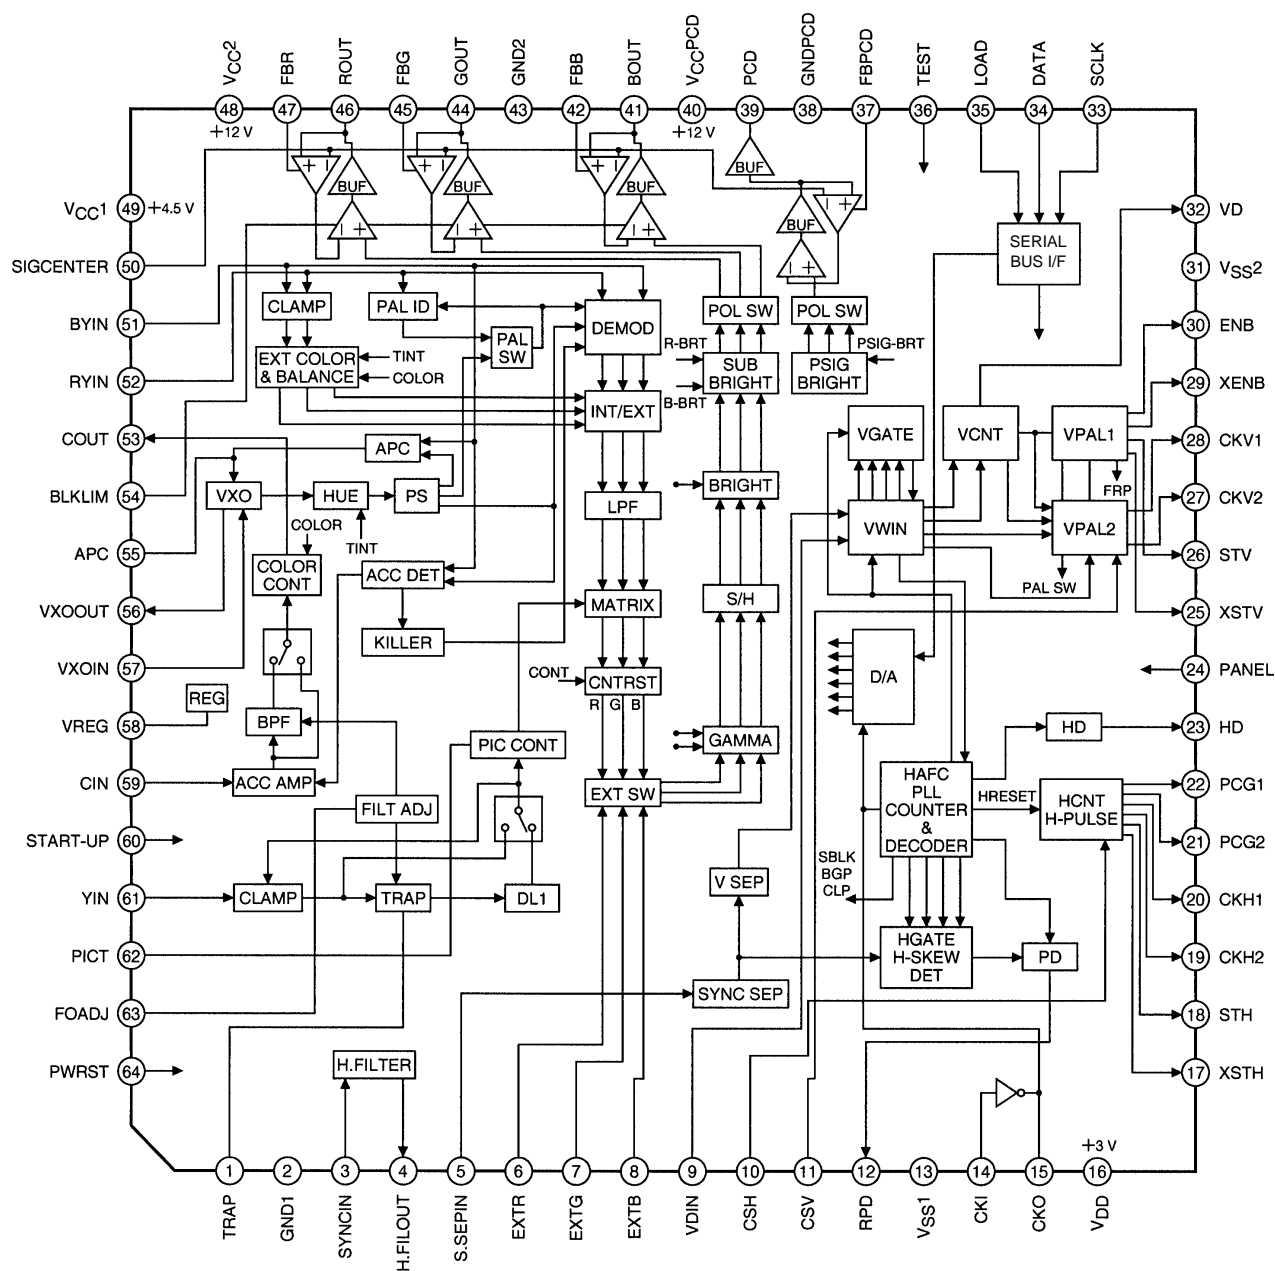 VCC2
FBR
ROUT
FBG
GOUT
GND2
FBB
BOUT
VCCPCD
PCD
GNDPCD
FBPCD
TEST
LOAD
DATA
SCLK
48
47
46
45
44
43
42
41
40
39
38
37
36
35
34
33
+12 V
+12 V
+ −
+ −
+ −
BUF
BUF
BUF
BUF
VCC1
49
+4.5 V
− +
BUF
32
VD
− +
− +
− +
SERIAL
BUS I/F
SIGCENTER
50
− +
31
VSS2
CLAMP
PAL ID
POL SW
POL SW
BYIN
51
DEMOD
30
ENB
PAL
SW
R-BRT
PSIG-BRT
EXT COLOR
& BALANCE
TINT
COLOR
SUB
BRIGHT
PSIG
BRIGHT
RYIN
52
29
XENB
B-BRT
INT/EXT
VGATE
VCNT
VPAL1
COUT
53
28
CKV1
APC
BRIGHT
FRP
BLKLIM
54
VXO
HUE
PS
LPF
27
CKV2
COLOR
TINT
VWIN
VPAL2
APC
55
26
STV
COLOR
CONT
ACC DET
PAL SW
VXOOUT
56
MATRIX
S/H
25
XSTV
KILLER
VXOIN
57
D/A
24
PANEL
CONT
CNTRST
REG
R G B
VREG
58
BPF
HD
23
HD
PIC CONT
GAMMA
CIN
59
ACC AMP
EXT SW
HAFC
PLL
COUNTER
&
DECODER
HRESET
HCNT
H-PULSE
22
PCG1
FILT ADJ
START-UP
60
21
PCG2
SBLK
BGP
CLP
V SEP
YIN
61
CLAMP
TRAP
DL1
20
CKH1
HGATE
H-SKEW
DET
PD
PICT
62
19
CKH2
SYNC SEP
FOADJ
63
18
STH
H.FILTER
PWRST
64
17
XSTH
+3 V
1
2
3
4
5
6
7
8
9
10
11
12
13
14
15
16
TRAP
GND1
SYNCIN
H.FILOUT
S.SEPIN
EXTR
EXTG
EXTB
VDIN
CSH
CSV
RPD
VSS1
CKI
CKO
VDD